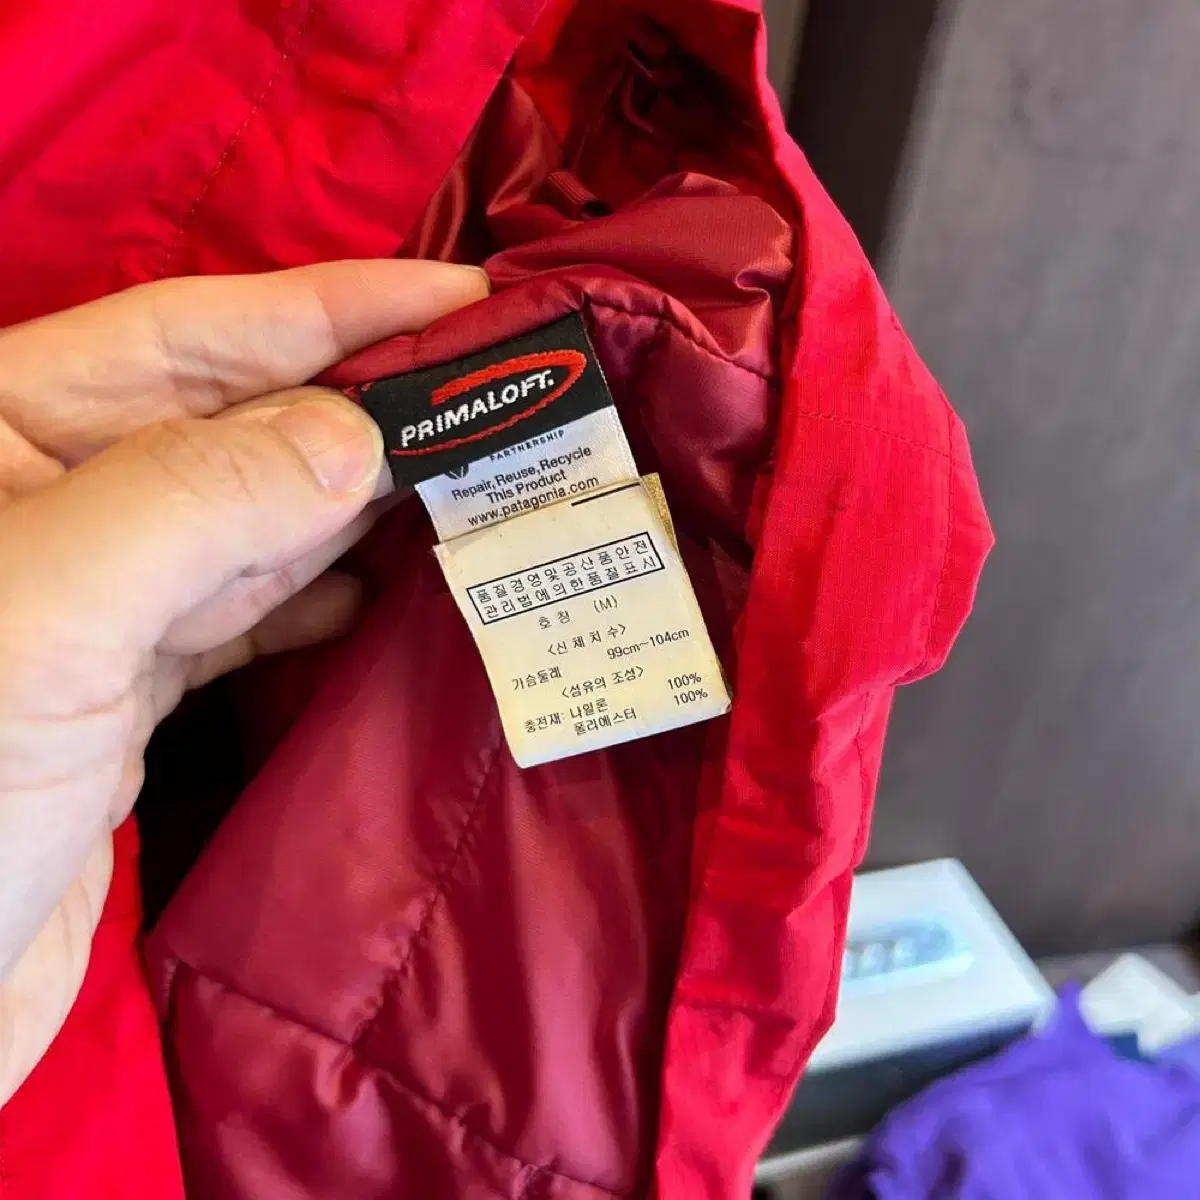 PRIMALOFT.
PARTNERSHIP
Repair, Reuse, Recycle
This Product
www.patagonia.com
품질경영및공산품안전
관리법에의한품질표시
호칭 (M)
<신체치수>
가슴둘레 99cm~104cm
<섬유의 조성>
충전재: 나일론 100%
폴리에스터 100%